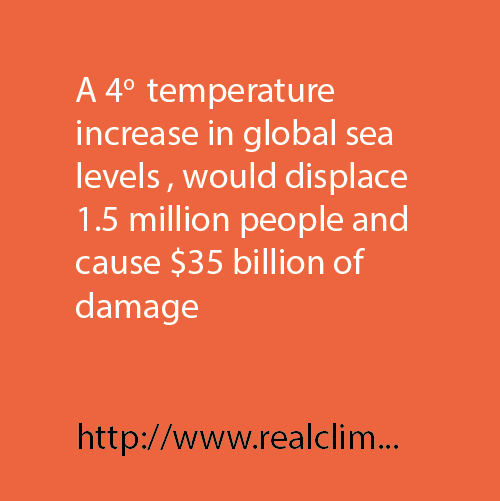 A 4º temperature
increase in global sea
levels , would displace
1.5 million people and
cause $35 billion of
damage
http://www.realclim...